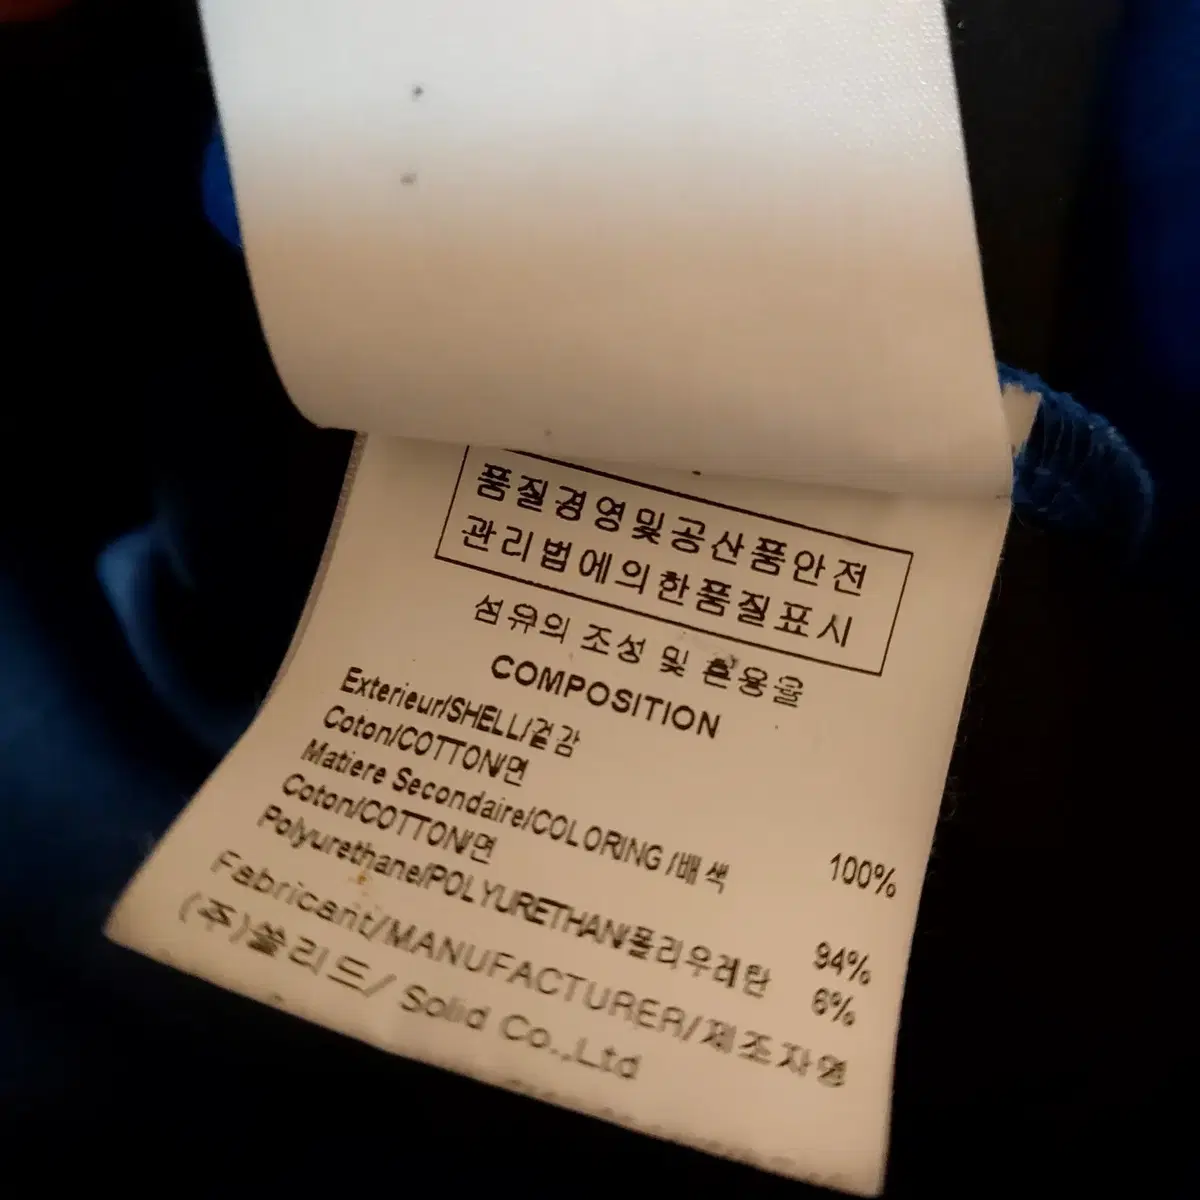 품질경영및공산품안전
관리법에의한품질표시
섬유의 조성 및 혼용율
COMPOSITION
Exterieur/SHELL/겉감
Coton/COTTON/면 100%
Matiere Secondaire/COLORING/배색
Coton/COTTON/면 94%
Polyurethane/POLYURETHAN/폴리우레탄 6%
Fabricant/MANUFACTURER/제조자명
(주)쏠리드/ Solid Co.,Ltd